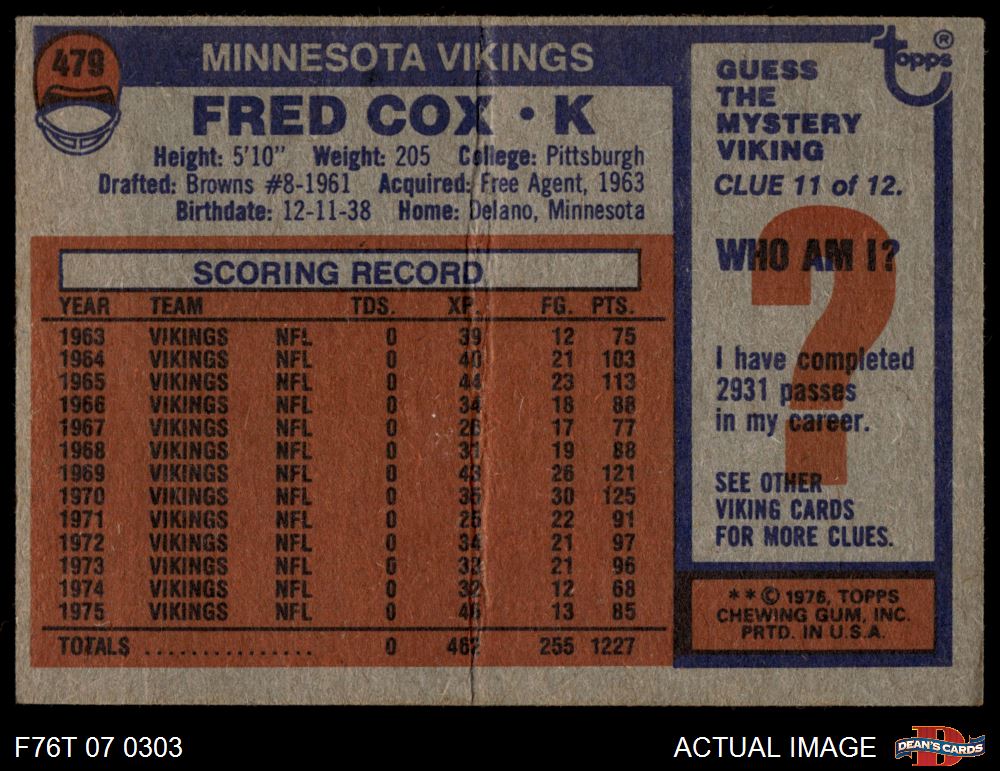 479
MINNESOTA VIKINGS
FRED COX • K
Height: 5'10" Weight: 205 College: Pittsburgh
Drafted: Browns #8-1961 Acquired: Free Agent, 1963
Birthdate: 12-11-38 Home: Delano, Minnesota
SCORING RECORD
YEAR TEAM TDS. XP. FG. PTS.
1963 VIKINGS NFL 0 39 12 75
1964 VIKINGS NFL 0 40 21 103
1965 VIKINGS NFL 0 44 23 113
1966 VIKINGS NFL 0 34 18 88
1967 VIKINGS NFL 0 26 17 77
1968 VIKINGS NFL 0 31 19 88
1969 VIKINGS NFL 0 43 26 121
1970 VIKINGS NFL 0 35 30 125
1971 VIKINGS NFL 0 25 22 91
1972 VIKINGS NFL 0 34 21 97
1973 VIKINGS NFL 0 33 21 96
1974 VIKINGS NFL 0 32 12 68
1975 VIKINGS NFL 0 46 13 85
TOTALS ................ 0 462 255 1227
topps ®
GUESS
THE
MYSTERY
VIKING
CLUE 11 of 12.
?
WHO AM I?
I have completed
2931 passes
in my career.
SEE OTHER
VIKING CARDS
FOR MORE CLUES.
* * © 1976, TOPPS
CHEWING GUM, INC.
PRTD. IN U.S.A.
F76T 07 0303
ACTUAL IMAGE
D
DEAN'S CARDS